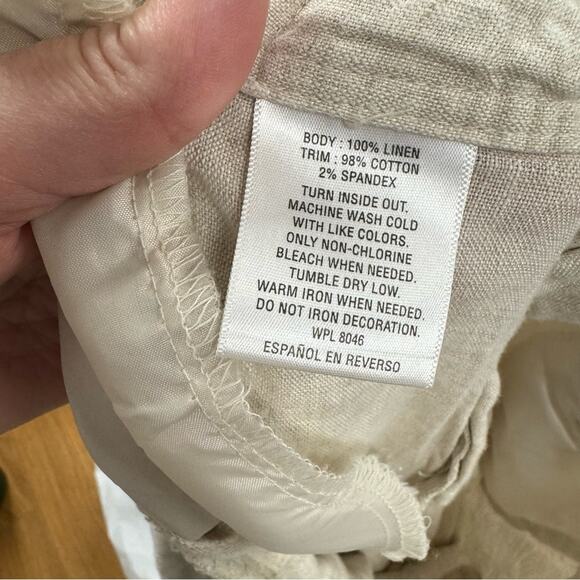 BODY : 100% LINEN
TRIM : 98% COTTON
2% SPANDEX
TURN INSIDE OUT.
MACHINE WASH COLD
WITH LIKE COLORS.
ONLY NON-CHLORINE
BLEACH WHEN NEEDED.
TUMBLE DRY LOW.
WARM IRON WHEN NEEDED.
DO NOT IRON DECORATION.
WPL 8046
ESPAÑOL EN REVERSO